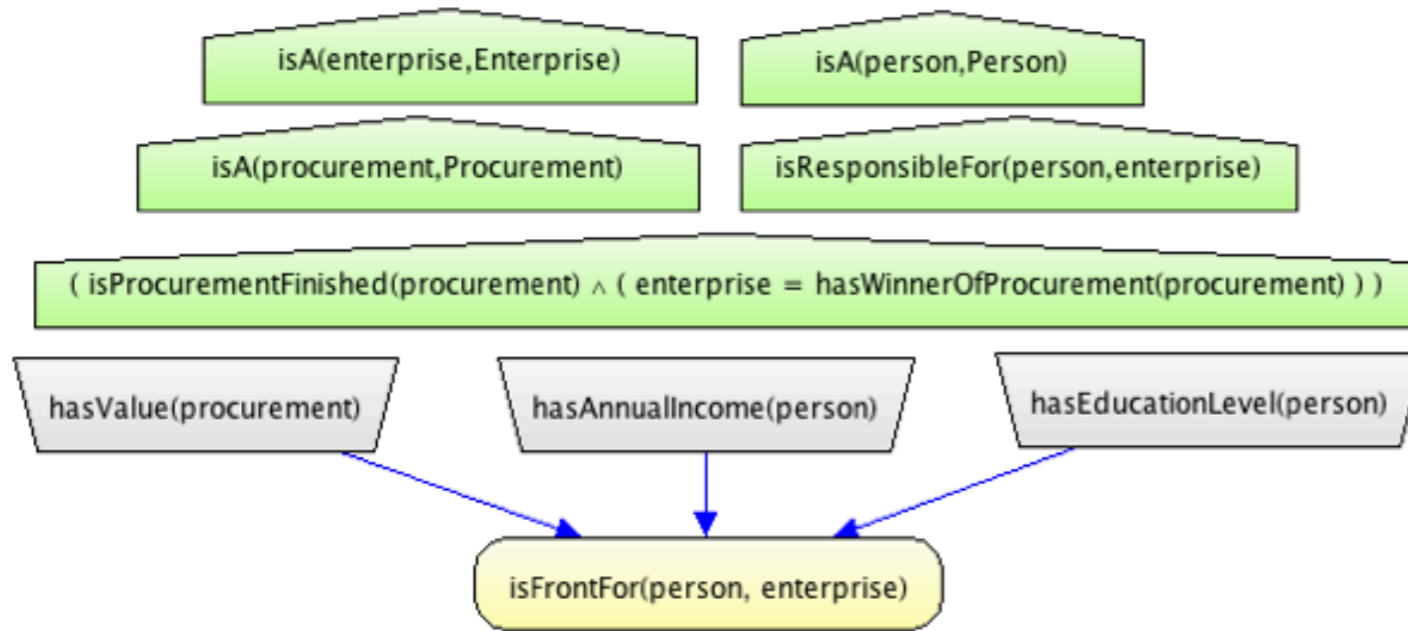 isA(enterprise,Enterprise)
isA(person,Person)
isA(procurement,Procurement)
isResponsibleFor(person,enterprise)
( isProcurementFinished(procurement) ∧ ( enterprise = hasWinnerOfProcurement(procurement) ) )
hasValue(procurement)
hasAnnualIncome(person)
hasEducationLevel(person)
isFrontFor(person, enterprise)